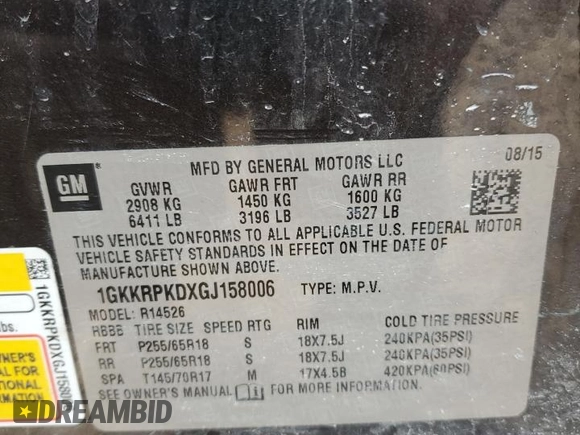 MFD BY GENERAL MOTORS LLC 08/15
GM
GVWR GAWR FRT GAWR RR
2908 KG 1450 KG 1600 KG
6411 LB 3196 LB 3527 LB
THIS VEHICLE CONFORMS TO ALL APPLICABLE U.S. FEDERAL MOTOR
VEHICLE SAFETY STANDARDS IN EFFECT ON THE DATE OF
MANUFACTURE SHOWN ABOVE.
1GKKRPKDXGJ158006 TYPE: M.P.V.
MODEL: R14526
RBBB TIRE SIZE SPEED RTG RIM COLD TIRE PRESSURE
FRT P255/65R18 S 18X7.5J 240KPA(35PSI)
RR P255/65R18 S 18X7.5J 240KPA(35PSI)
SPA T145/70R17 M 17X4.5B 420KPA(60PSI)
SEE OWNER'S MANUAL FOR ADDITIONAL INFORMATION
1GKKRPKDXGJ158006
lbs.
DREAMBID